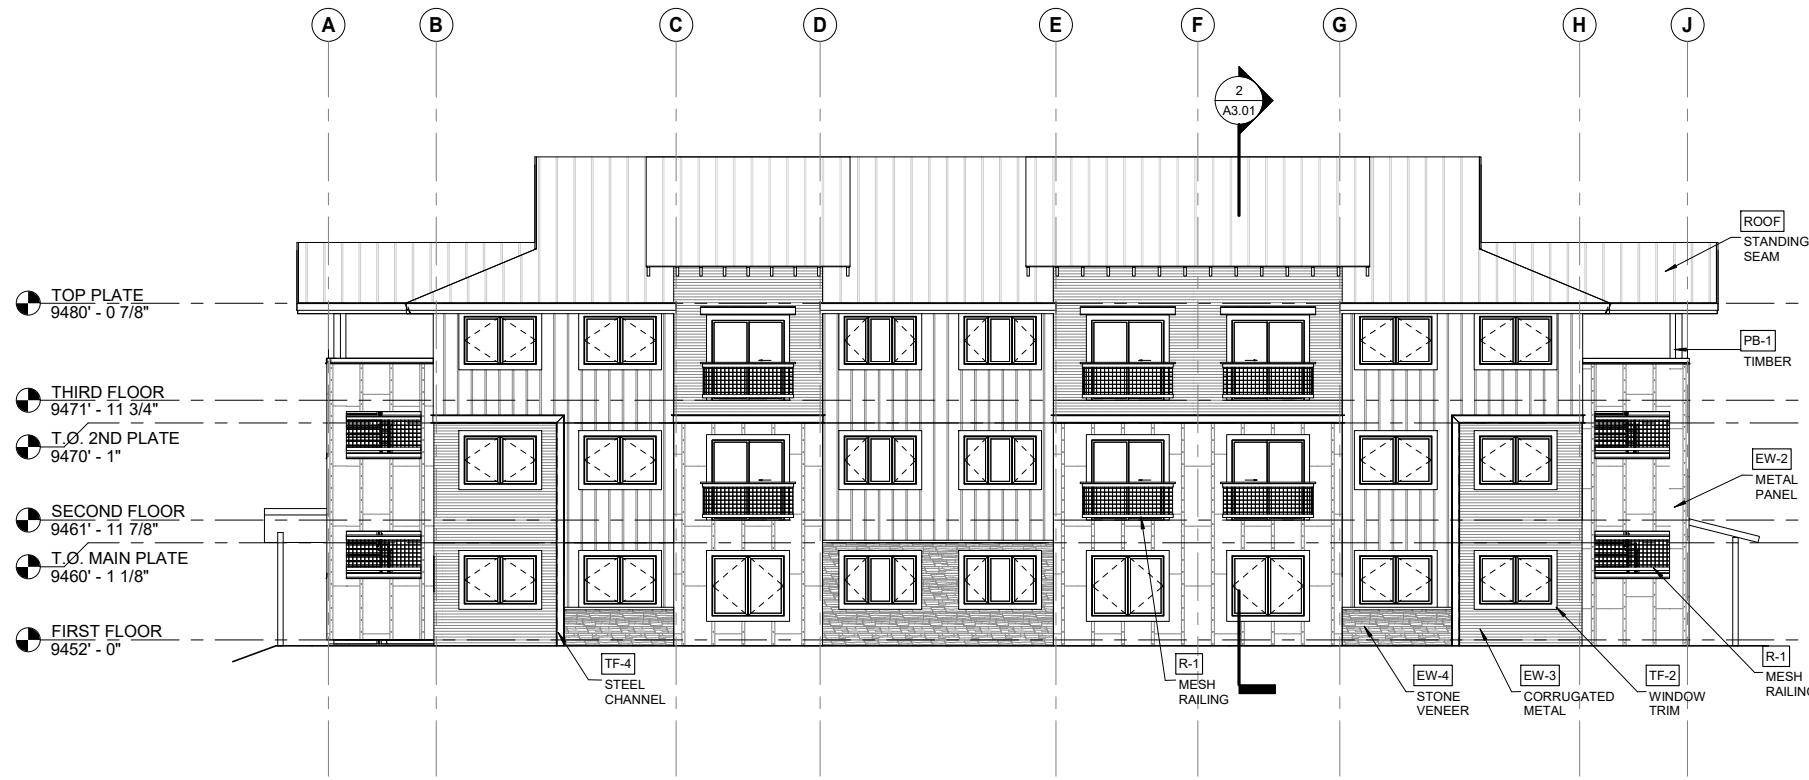 A B C D E F G H J
2
A3.01
ROOF
STANDING
SEAM
TOP PLATE
9480' - 0 7/8"
PB-1
TIMBER
THIRD FLOOR
9471' - 11 3/4"
T.O. 2ND PLATE
9470' - 1"
EW-2
METAL
PANEL
SECOND FLOOR
9461' - 11 7/8"
T.O. MAIN PLATE
9460' - 1 1/8"
FIRST FLOOR
9452' - 0"
TF-4
STEEL
CHANNEL
R-1
MESH
RAILING
EW-4
STONE
VENEER
EW-3
CORRUGATED
METAL
TF-2
WINDOW
TRIM
R-1
MESH
RAILING